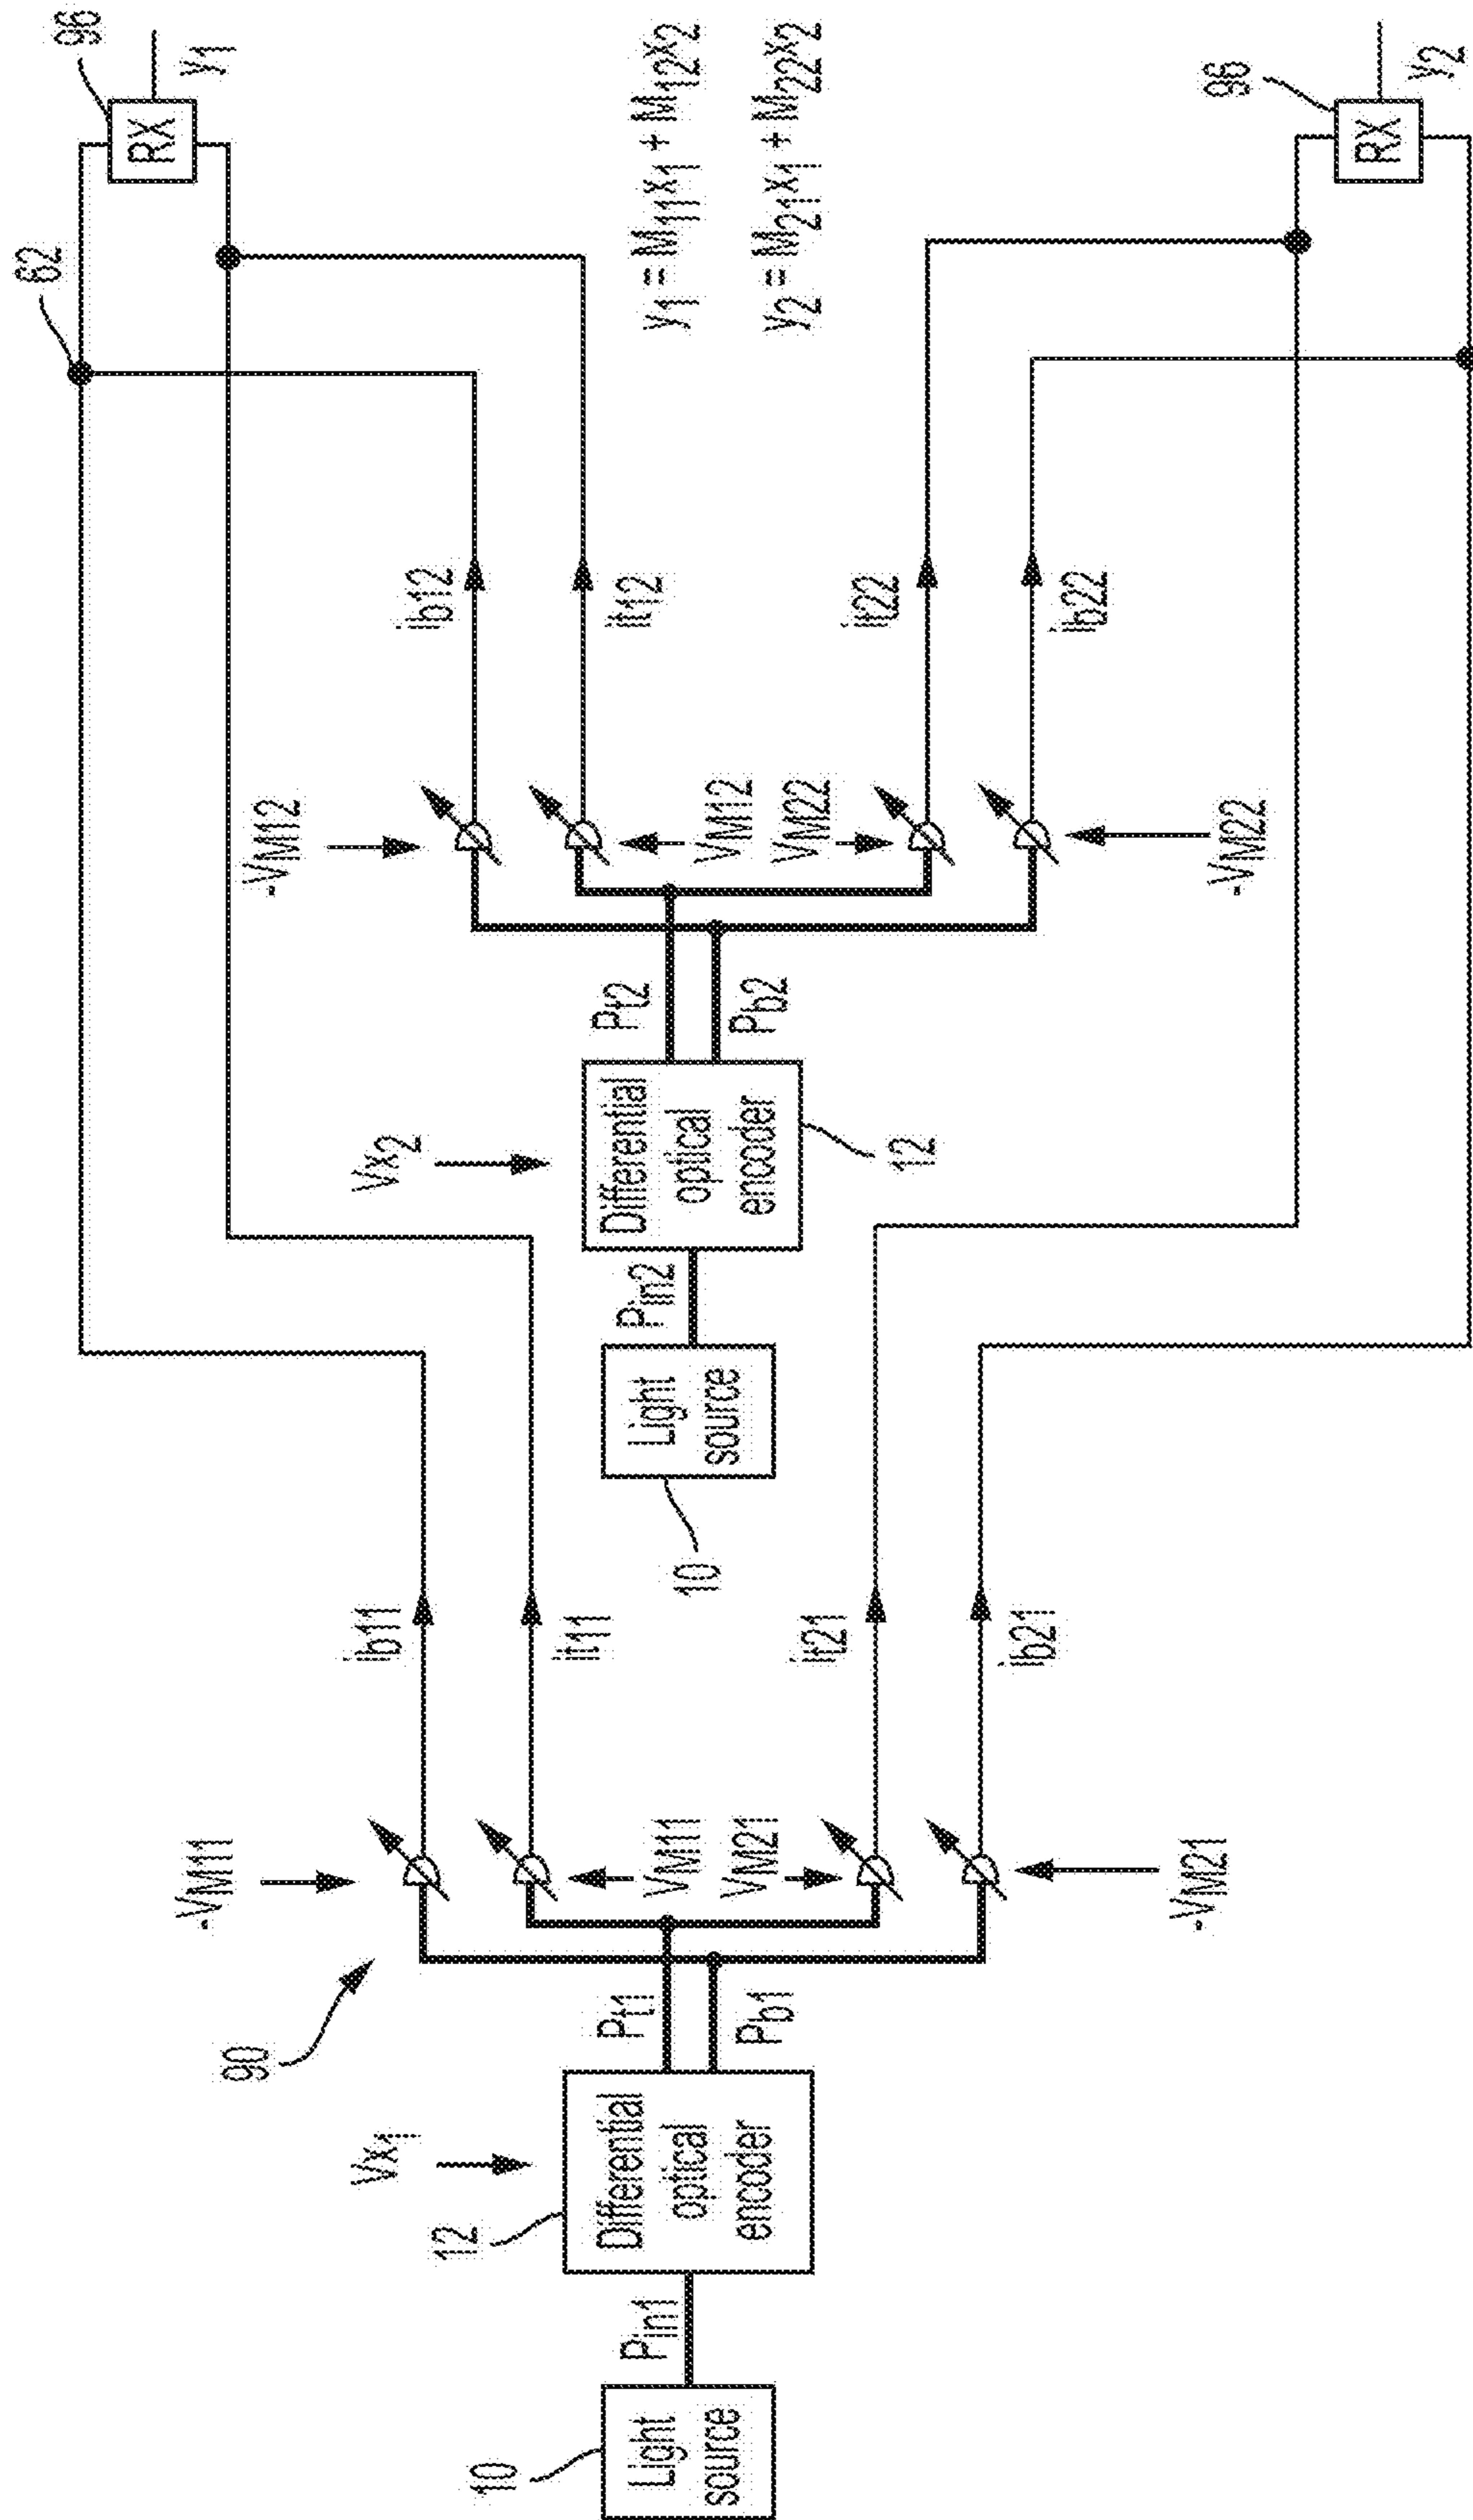 10
Light
source
Pin1
12
Vx1
Differential
optical
encoder
Pt1
Pb1
90
-VM11
VM11
VM21
-VM21
ib11
it11
it21
ib21
10
Light
source
Pin2
Vx2
Differential
optical
encoder
12
Pt2
Pb2
-VM12
VM12
VM22
-VM22
ib12
it12
it22
ib22
62
96
RX
y1
y1 = M11x1 + M12x2
y2 = M21x1 + M22x2
96
RX
y2